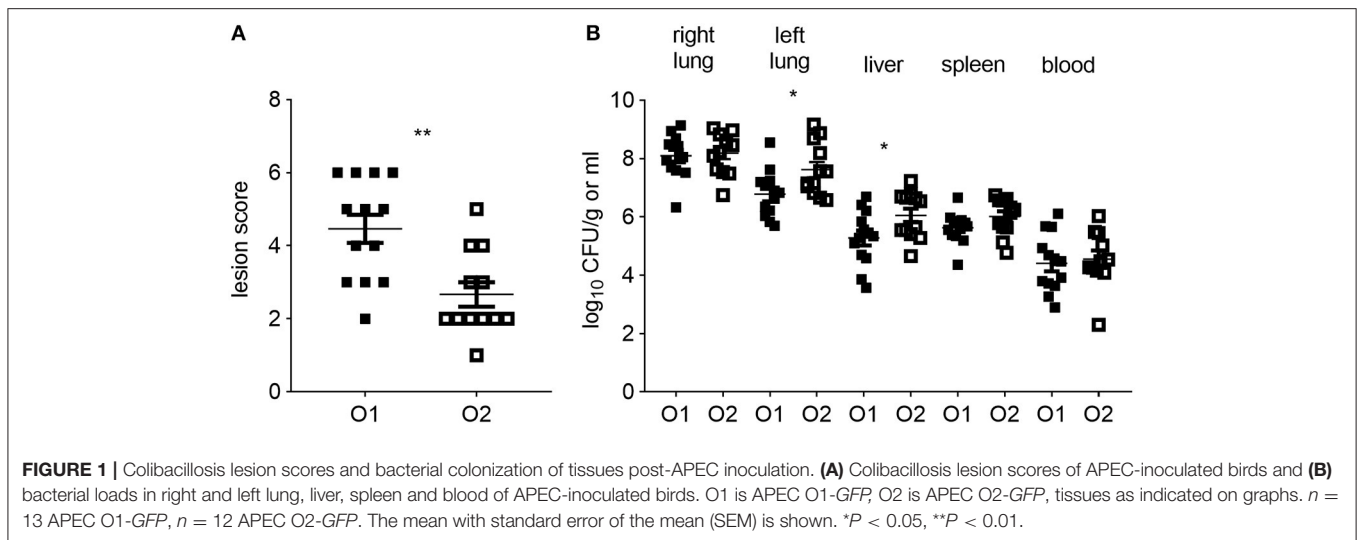 A
8
6
4
2
0
lesion score
**
O1
O2
B
right lung
left lung
liver
spleen
blood
*
*
10
8
6
4
2
0
log10 CFU/g or ml
O1 O2 O1 O2 O1 O2 O1 O2 O1 O2
FIGURE 1 | Colibacillosis lesion scores and bacterial colonization of tissues post-APEC inoculation. (A) Colibacillosis lesion scores of APEC-inoculated birds and (B)
bacterial loads in right and left lung, liver, spleen and blood of APEC-inoculated birds. O1 is APEC O1-GFP, O2 is APEC O2-GFP, tissues as indicated on graphs. n =
13 APEC O1-GFP, n = 12 APEC O2-GFP. The mean with standard error of the mean (SEM) is shown. *P < 0.05, **P < 0.01.